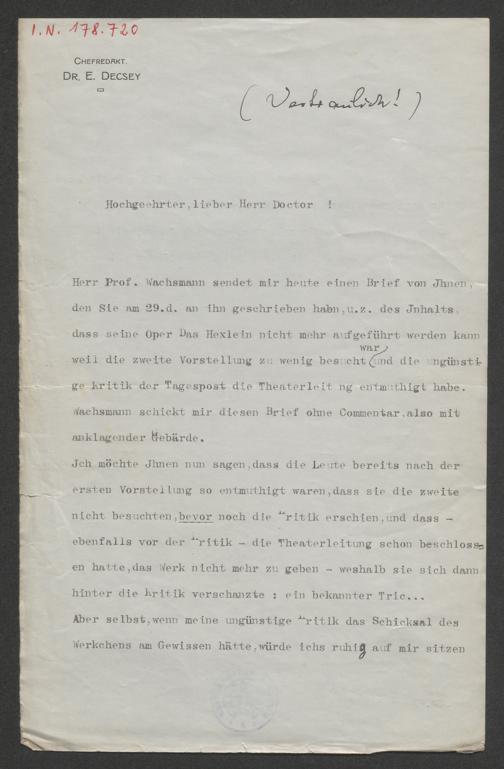 I.N. 178.720
CHEFREDAKT.
DR. E. DECSEY
(Vertraulich!)
Hochgeehrter,lieber Herr Doctor !
Herr Prof. Wachsmann sendet mir heute einen Brief von Jhnen,
den Sie am 29.d. an ihn geschrieben habn,u.z. des Jnhalts,
dass seine Oper Das Hexlein nicht mehr aufgeführt werden kann
war
weil die zweite Vorstellung zu wenig besucht und die ungünsti-
ge Kritik der Tagespost die Theaterleit ng entmuthigt habe.
Wachsmann schickt mir diesen Brief ohne Commentar,also mit
anklagender Gebärde.
Jch möchte Jhnen nun sagen,dass die Leute bereits nach der
ersten Vorstellung so entmuthigt waren,dass sie die zweite
nicht besuchten,bevor noch die Kritik erschien,und dass -
ebenfalls vor der Kritik - die Theaterleitung schon beschloss=
en hatte,das Werk nicht mehr zu geben - weshalb sie sich dann
hinter die Kritik verschanzte : ein bekannter Tric...
Aber selbst,wenn meine ungünstige Kritik das Schicksal des
Werkchens am Gewissen hätte,würde ichs ruhig auf mir sitzen